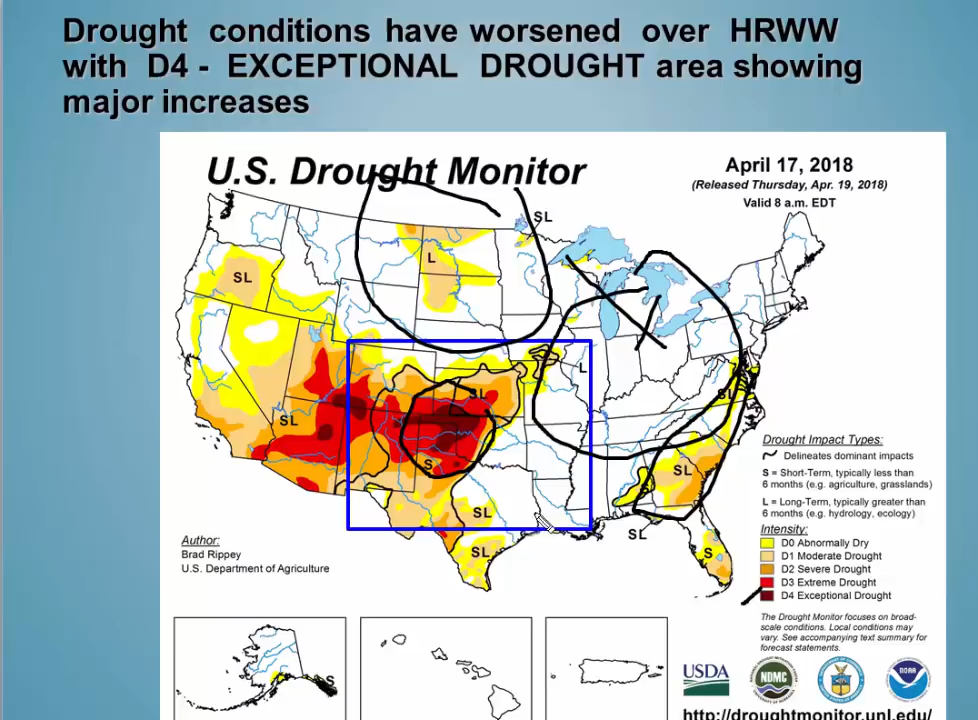 Drought conditions have worsened over HRWW
with D4 - EXCEPTIONAL DROUGHT area showing
major increases
U.S. Drought Monitor
April 17, 2018
(Released Thursday, Apr. 19, 2018)
Valid 8 a.m. EDT
SL
L
SL
L
SL
SL
SL
S
SL
SL
SL
SL
S
Drought Impact Types:
Delineates dominant impacts
S = Short-Term, typically less than
6 months (e.g. agriculture, grasslands)
L = Long-Term, typically greater than
6 months (e.g. hydrology, ecology)
Intensity:
D0 Abnormally Dry
D1 Moderate Drought
D2 Severe Drought
D3 Extreme Drought
D4 Exceptional Drought
Author:
Brad Rippey
U.S. Department of Agriculture
The Drought Monitor focuses on broad-
scale conditions. Local conditions may
vary. See accompanying text summary for
forecast statements.
S
USDA
NDMC
NOAA
http://droughtmonitor.unl.edu/